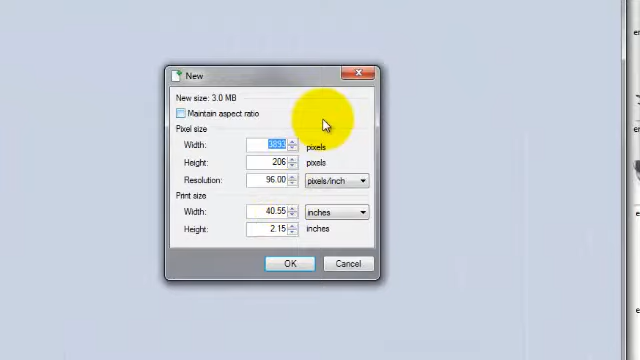 New
New size: 3.0 MB
Maintain aspect ratio
Pixel size
Width: 3893 pixels
Height: 206 pixels
Resolution: 96.00 pixels/inch
Print size
Width: 40.55 inches
Height: 2.15 inches
OK Cancel